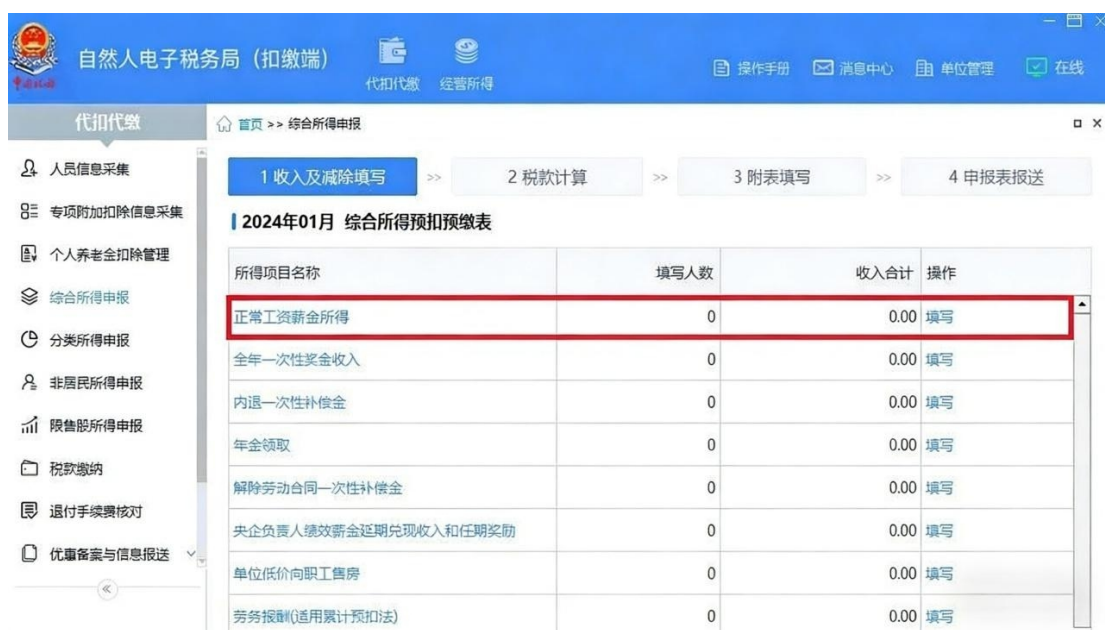 自然人电子税务局（扣缴端）
代扣代缴 经营所得
操作手册 消息中心 单位管理 在线
代扣代缴
首页 >> 综合所得申报
人员信息采集
专项附加扣除信息采集
个人养老金扣除管理
综合所得申报
分类所得申报
非居民所得申报
限售股所得申报
税款缴纳
退付手续费核对
优惠备案与信息报送
1 收入及减除填写 >> 2 税款计算 >> 3 附表填写 >> 4 申报表报送
2024年01月 综合所得预扣预缴表
所得项目名称 填写人数 收入合计 操作
正常工资薪金所得 0 0.00 填写
全年一次性奖金收入 0 0.00 填写
内退一次性补偿金 0 0.00 填写
年金领取 0 0.00 填写
解除劳动合同一次性补偿金 0 0.00 填写
央企负责人绩效薪金延期兑现收入和任期奖励 0 0.00 填写
单位低价向职工售房 0 0.00 填写
劳务报酬(适用累计预扣法) 0 0.00 填写